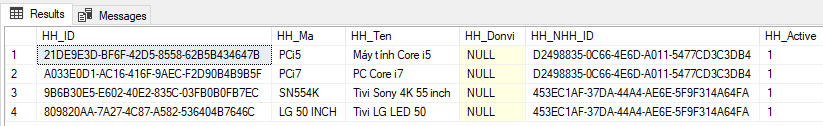 Results Messages
HH_ID HH_Ma HH_Ten HH_Donvi HH_NHH_ID HH_Active
1 21DE9E3D-BF6F-42D5-8558-62B5B434647B PCi5 Máy tính Core i5 NULL D2498835-0C66-4E6D-A011-5477CD3C3DB4 1
2 A033E0D1-AC16-416F-9AEC-F2D90B4B9B5F PCi7 PC Core i7 NULL D2498835-0C66-4E6D-A011-5477CD3C3DB4 1
3 9B6B30E5-E602-40E2-835C-03FB0B0FB7EC SN554K Tivi Sony 4K 55 inch NULL 453EC1AF-37DA-44A4-AE6E-5F9F314A64FA 1
4 809820AA-7A27-4C87-A582-536404B7646C LG 50 INCH Tivi LG LED 50 NULL 453EC1AF-37DA-44A4-AE6E-5F9F314A64FA 1